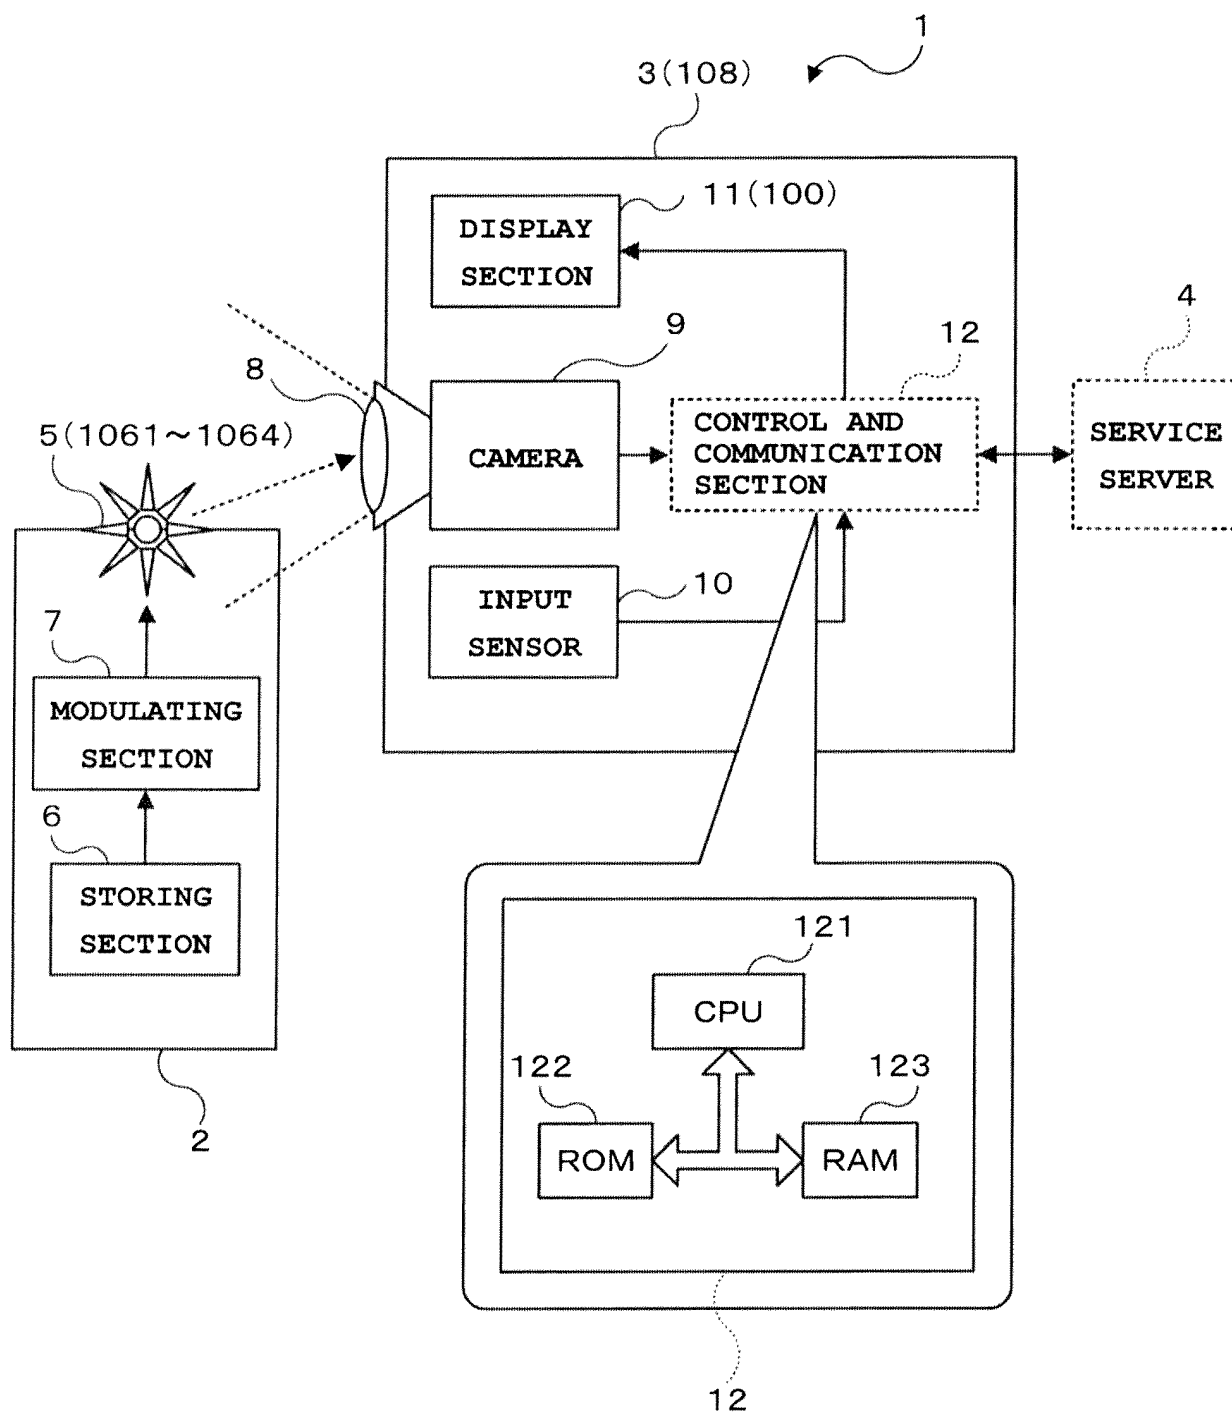 1
3(108)
11(100)
DISPLAY
SECTION
4
9
12
8
CONTROL AND
COMMUNICATION
SECTION
SERVICE
SERVER
5(1061～1064)
CAMERA
10
INPUT
SENSOR
7
MODULATING
SECTION
6
STORING
SECTION
121
CPU
122
123
ROM
RAM
2
12